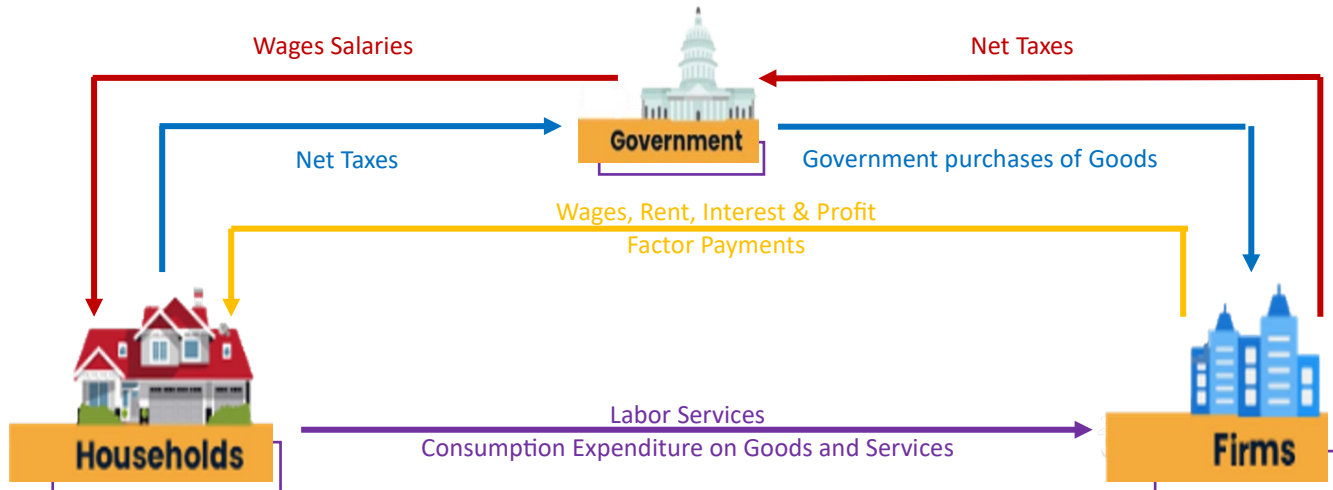 Wages Salaries
Net Taxes
Government
Net Taxes
Government purchases of Goods
Wages, Rent, Interest & Profit
Factor Payments
Labor Services
Consumption Expenditure on Goods and Services
Households
Firms